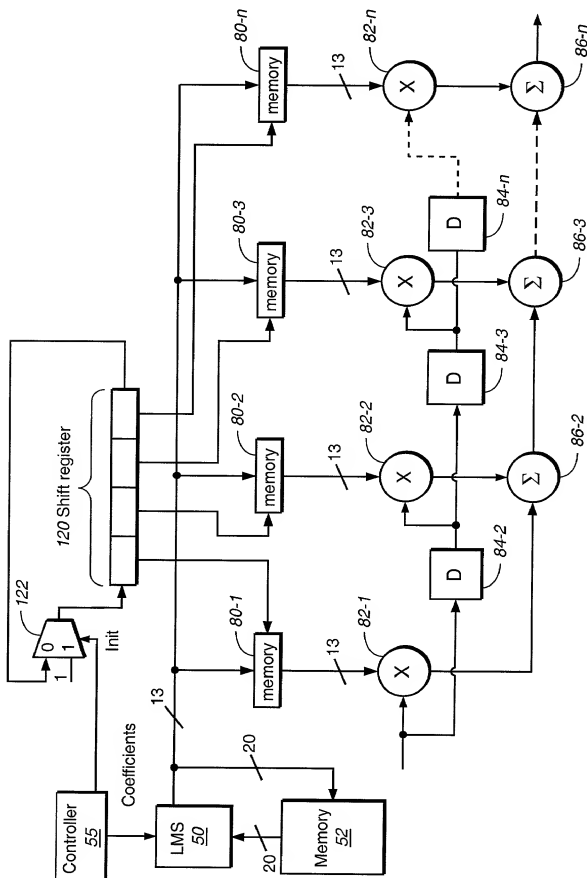 120 Shift register
122
0
1
1
Init
Controller
55
Coefficients
LMS
50
20
20
Memory
52
13
80-1
memory
80-2
memory
80-3
memory
80-n
memory
13
13
13
13
82-1
X
82-2
X
82-3
X
82-n
X
84-2
D
84-3
D
84-n
D
86-2
Σ
86-3
Σ
86-n
Σ